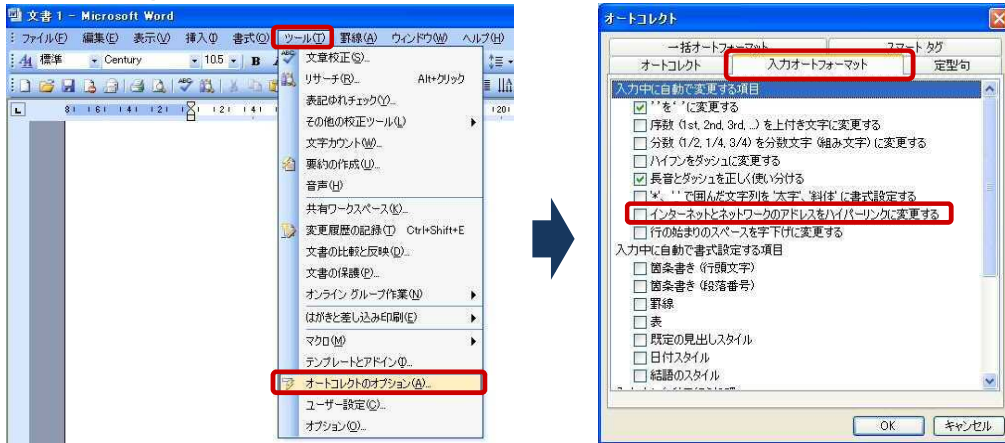 文書 1 - Microsoft Word
ファイル(F) 編集(E) 表示(V) 挿入(I) 書式(O) ツール(T) 罫線(A) ウィンドウ(W) ヘルプ(H)
標準 Century 10.5 B
文章校正(S)...
リサーチ(R)... Alt+クリック
表記ゆれチェック(Y)...
その他の校正ツール(L)
文字カウント(W)...
要約の作成(U)...
音声(H)
共有ワークスペース(K)...
変更履歴の記録(T) Ctrl+Shift+E
文書の比較と反映(D)...
文書の保護(P)...
オンライン グループ作業(N)
はがきと差し込み印刷(E)
マクロ(M)
テンプレートとアドイン(I)...
オートコレクトのオプション(A)...
ユーザー設定(C)...
オプション(O)...
オートコレクト
一括オートフォーマット スマート タグ
オートコレクト 入力オートフォーマット 定型句
入力中に自動で変更する項目
' 'を' 'に変更する
序数 (1st, 2nd, 3rd, ...) を上付き文字に変更する
分数 (1/2, 1/4, 3/4) を分数文字 (組み文字) に変更する
ハイフンをダッシュに変更する
長音とダッシュを正しく使い分ける
'*'、'_' で囲んだ文字列を '太字'、'斜体' に書式設定する
インターネットとネットワークのアドレスをハイパーリンクに変更する
行の始まりのスペースを字下げに変更する
入力中に自動で書式設定する項目
箇条書き (行頭文字)
箇条書き (段落番号)
罫線
表
既定の見出しスタイル
日付スタイル
結語のスタイル
OK キャンセル